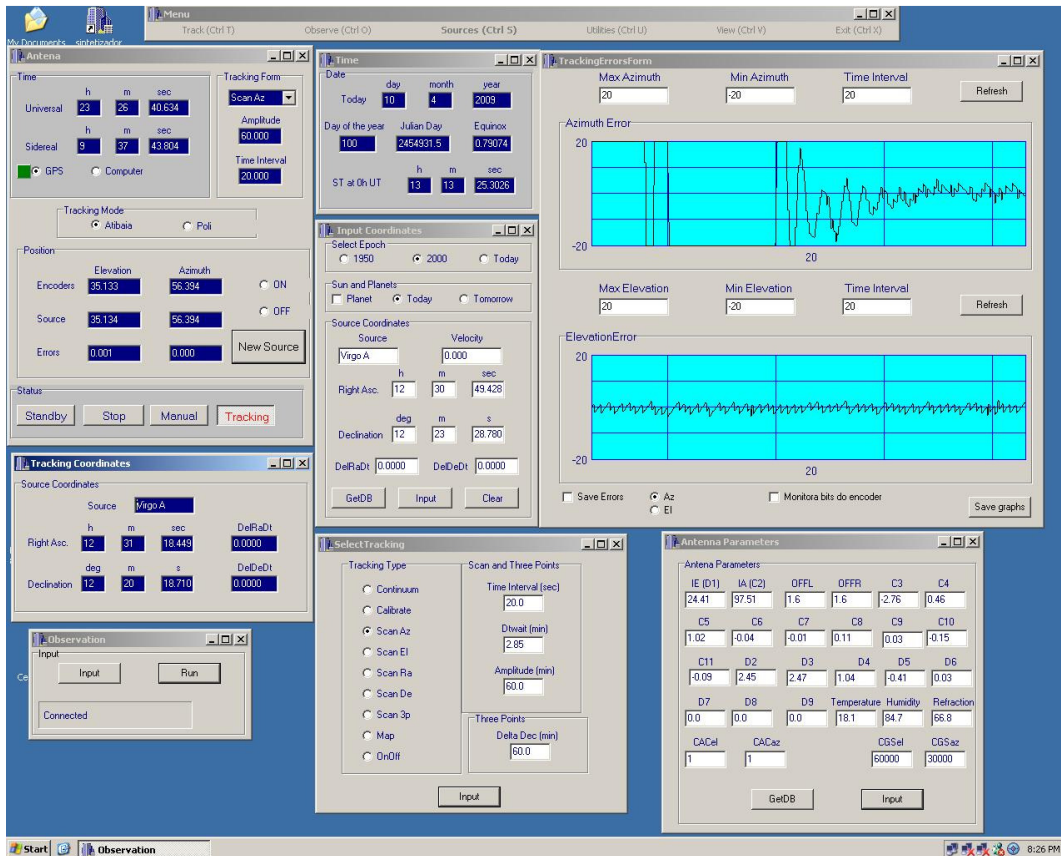 Menu
Track (Ctrl T) Observe (Ctrl O) Sources (Ctrl S) Utilities (Ctrl U) View (Ctrl V) Exit (Ctrl X)
My Documents sintetizador
Antena
Time
h m sec
Universal 23 26 40.634
h m sec
Sidereal 9 37 43.804
GPS Computer
Tracking Form
Scan Az
Amplitude
60.000
Time Interval
20.000
Tracking Mode
Atibaia Poli
Position
Elevation Azimuth
Encoders 35.133 56.394 ON
Source 35.134 56.394 OFF
Errors 0.001 0.000 New Source
Status
Standby Stop Manual Tracking
Time
Date
day month year
Today 10 4 2009
Day of the year Julian Day Equinox
100 2454931.5 0.79074
h m sec
ST at 0h UT 13 13 25.3026
Input Coordinates
Select Epoch
1950 2000 Today
Sun and Planets
Planet Today Tomorrow
Source Coordinates
Source Velocity
Virgo A 0.000
h m sec
Right Asc. 12 30 49.428
deg m s
Declination 12 23 28.780
DelRaDt 0.0000 DelDeDt 0.0000
GetDB Input Clear
TrackingErrorsForm
Max Azimuth Min Azimuth Time Interval
20 -20 20 Refresh
Azimuth Error
20
-20
20
Max Elevation Min Elevation Time Interval
20 -20 20 Refresh
ElevationError
20
-20
20
Save Errors Az Monitora bits do encoder
El Save graphs
Tracking Coordinates
Source Coordinates
Source Virgo A
h m sec DelRaDt
Right Asc. 12 31 18.449 0.0000
deg m s DelDeDt
Declination 12 20 18.710 0.0000
Observation
Input
Input Run
Connected
Ce
SelectTracking
Tracking Type
Continuum
Calibrate
Scan Az
Scan El
Scan Ra
Scan De
Scan 3p
Map
OnOff
Scan and Three Points
Time Interval (sec)
20.0
Dtwait (min)
2.85
Amplitude (min)
60.0
Three Points
Delta Dec (min)
60.0
Input
Antenna Parameters
Antena Parameters
IE (D1) IA (C2) OFFL OFFR C3 C4
24.41 97.51 1.6 1.6 -2.76 0.46
C5 C6 C7 C8 C9 C10
1.02 -0.04 -0.01 0.11 0.03 -0.15
C11 D2 D3 D4 D5 D6
-0.09 2.45 2.47 1.04 -0.41 0.03
D7 D8 D9 Temperature Humidity Refraction
0.0 0.0 0.0 18.1 84.7 66.8
CACel CACaz CGSel CGSaz
1 1 60000 30000
GetDB Input
Start Observation 8:26 PM